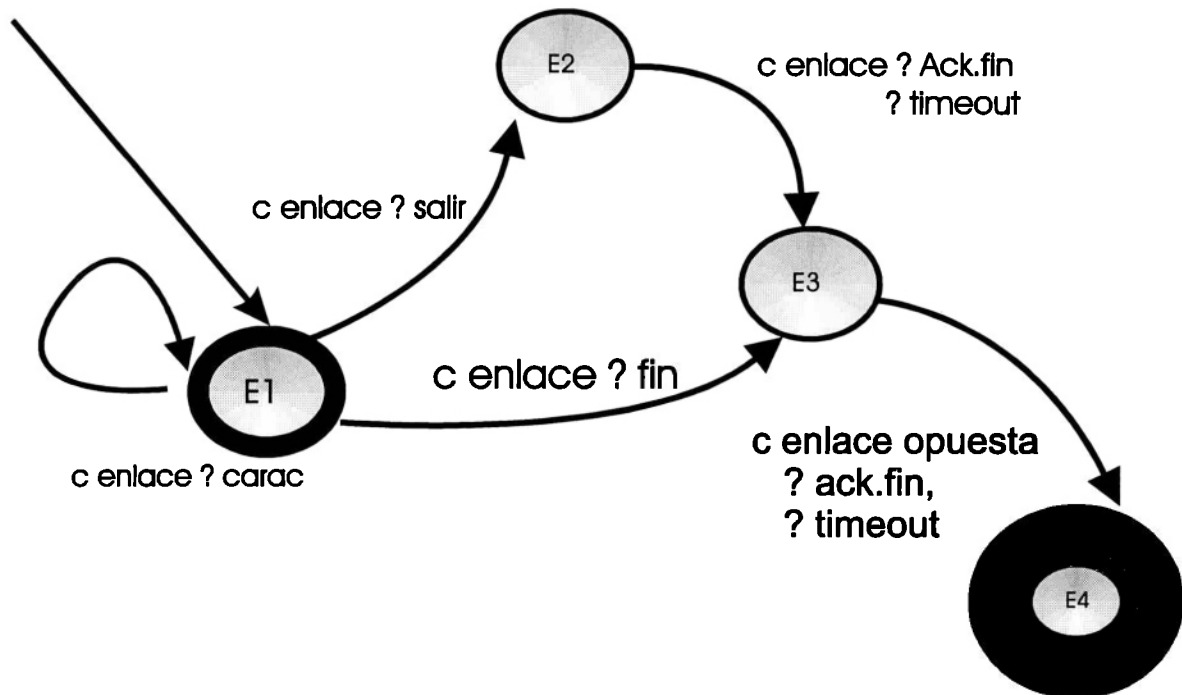 E2
c enlace ? Ack.fin
? timeout
c enlace ? salir
E3
E1
c enlace ? fin
c enlace ? carac
c enlace opuesta
? ack.fin,
? timeout
E4